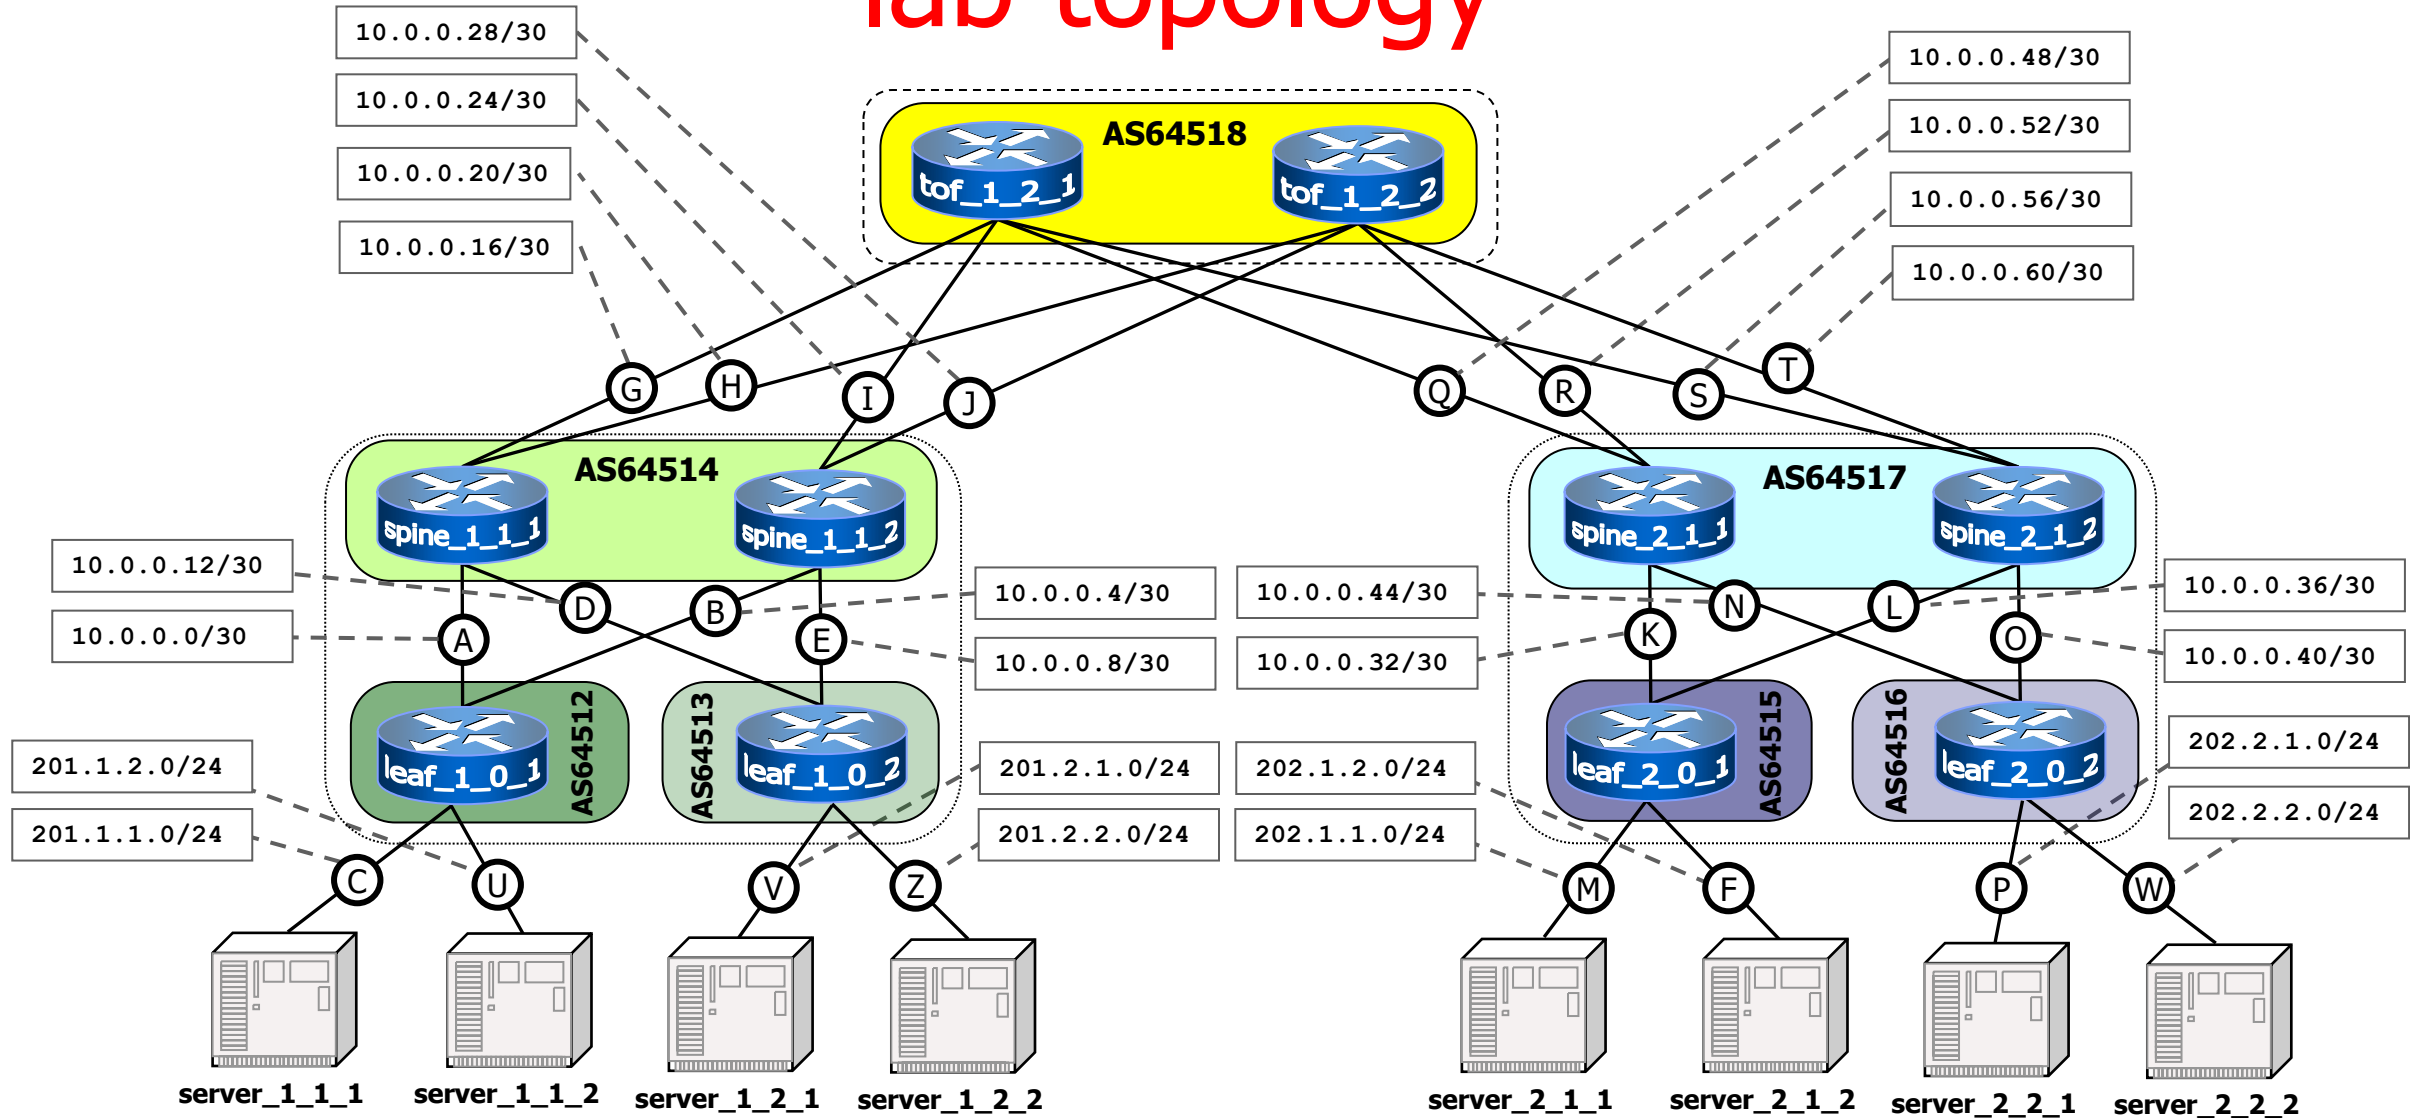 lab topology
10.0.0.28/30
10.0.0.48/30
10.0.0.24/30
10.0.0.52/30
10.0.0.20/30
10.0.0.56/30
10.0.0.16/30
10.0.0.60/30
AS64518
tof_1_2_1
tof_1_2_2
G
H
I
J
Q
R
S
T
AS64514
AS64517
spine_1_1_1
spine_1_1_2
spine_2_1_1
spine_2_1_2
10.0.0.12/30
10.0.0.4/30
10.0.0.44/30
10.0.0.36/30
D
B
N
L
10.0.0.0/30
10.0.0.8/30
10.0.0.32/30
10.0.0.40/30
A
E
K
O
AS64512
AS64513
AS64515
AS64516
leaf_1_0_1
leaf_1_0_2
leaf_2_0_1
leaf_2_0_2
201.1.2.0/24
201.2.1.0/24
202.1.2.0/24
202.2.1.0/24
201.1.1.0/24
201.2.2.0/24
202.1.1.0/24
202.2.2.0/24
C
U
V
Z
M
F
P
W
server_1_1_1
server_1_1_2
server_1_2_1
server_1_2_2
server_2_1_1
server_2_1_2
server_2_2_1
server_2_2_2